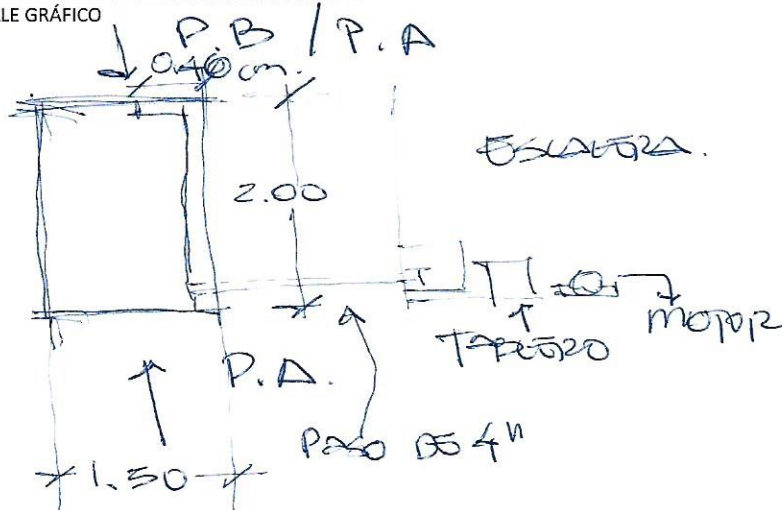 LE GRÁFICO
P.B / P.A
0.40 cm.
ESCALERA.
2.00
TABLERO
MOTOR
P.A.
PASO DE 4"
1.50